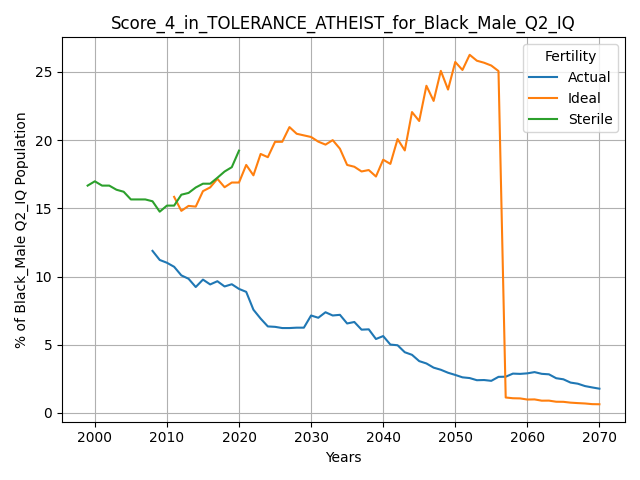 Score_4_in_TOLERANCE_ATHEIST_for_Black_Male_Q2_IQ
Fertility
Actual
Ideal
Sterile
% of Black_Male Q2_IQ Population
25
20
15
10
5
0
2000 2010 2020 2030 2040 2050 2060 2070
Years